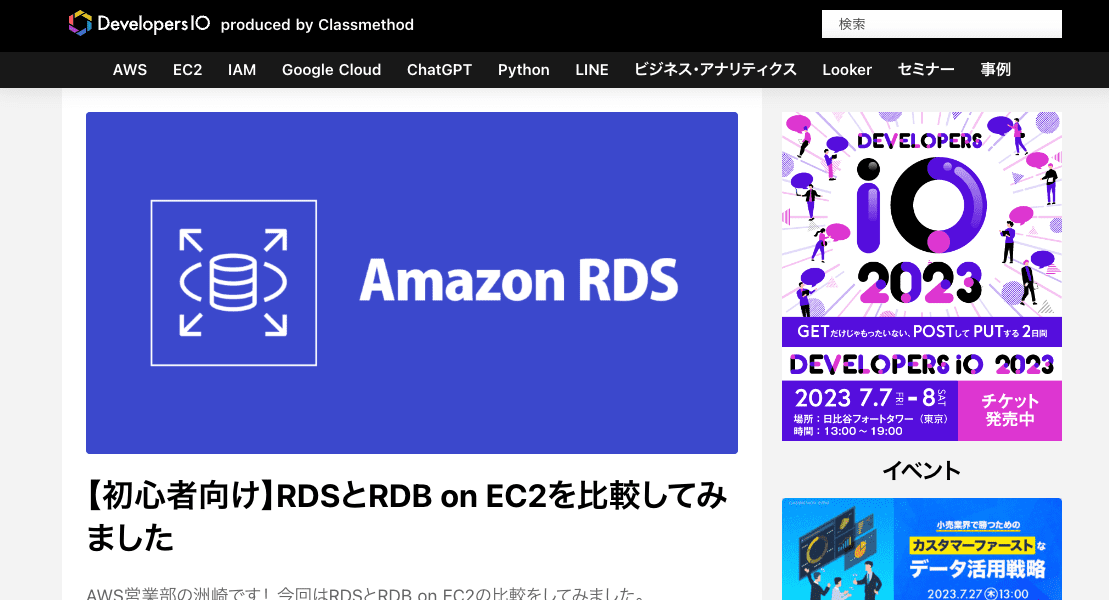 DevelopersIO produced by Classmethod
検索
AWS EC2 IAM Google Cloud ChatGPT Python LINE ビジネス・アナリティクス Looker セミナー 事例
Amazon RDS
【初心者向け】RDSとRDB on EC2を比較してみ
ました
AWS営業部の洲崎です！今回はRDSとRDB on EC2の比較をしてみました。
DEVELOPERS
iO
2023
GETだけじゃもったいない、POSTして PUTする 2日間
DEVELOPERS iO 2023
2023 7.7 FRI - 8 SAT
場所：日比谷フォートタワー（東京）
時間：13:00 〜 19:00
チケット
発売中
イベント
小売業界で勝つための
カスタマーファーストな
データ活用戦略
2023.7.27(木)13:00